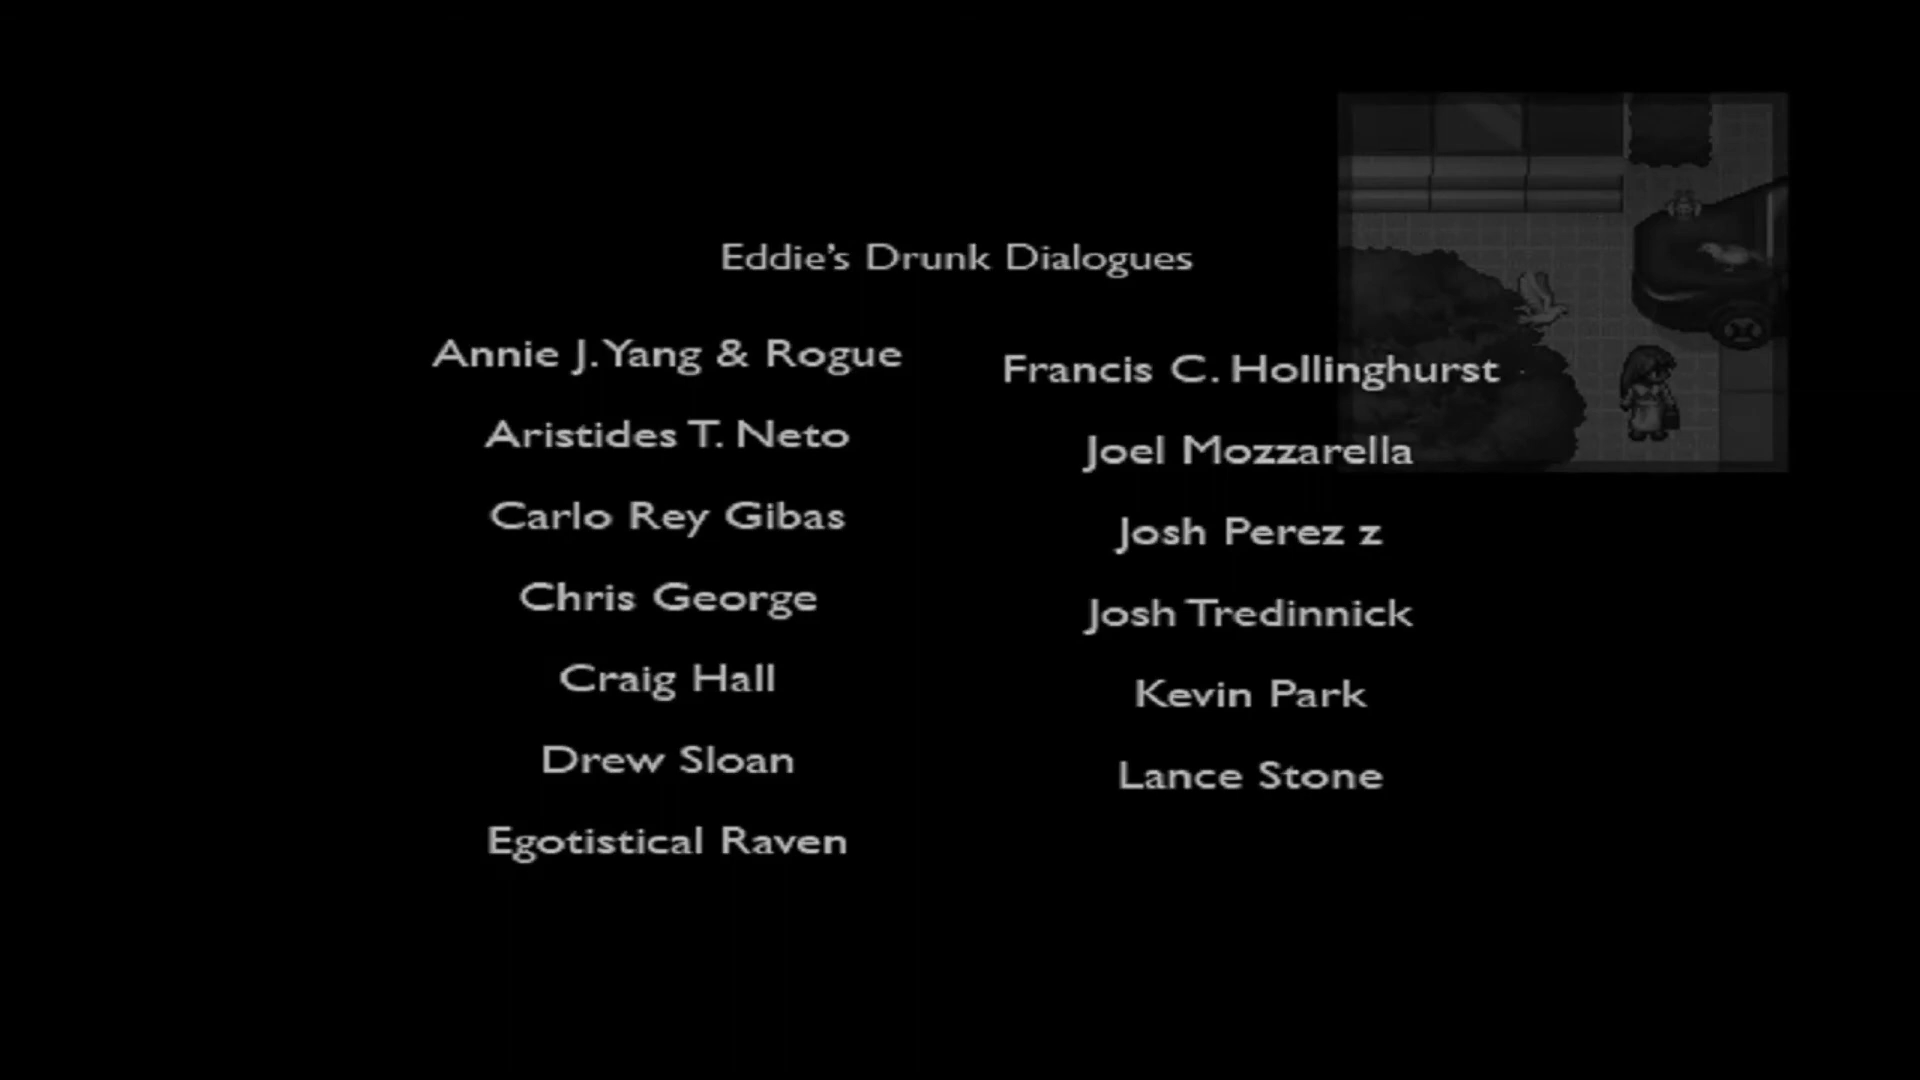 Eddie's Drunk Dialogues
Annie J. Yang & Rogue
Aristides T. Neto
Carlo Rey Gibas
Chris George
Craig Hall
Drew Sloan
Egotistical Raven
Francis C. Hollinghurst
Joel Mozzarella
Josh Perez z
Josh Tredinnick
Kevin Park
Lance Stone